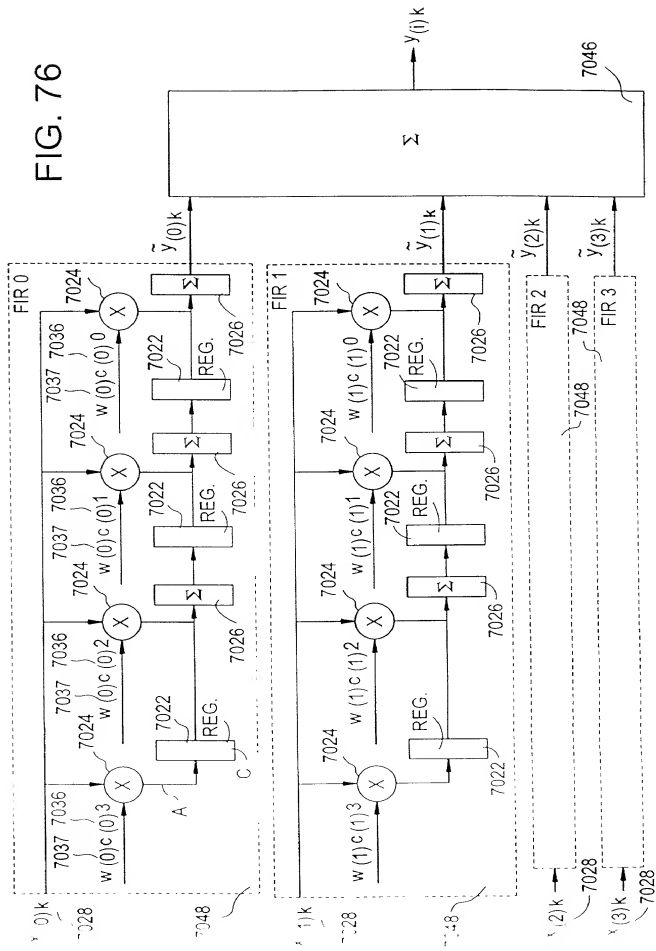 FIG. 76
FIR 0
7036 7036 7036 7036
7037 7037 7037 7037
w(0)c(0)3 w(0)c(0)2 w(0)c(0)1 w(0)c(0)0
7024 7024 7024 7024
X X X X
A
7022 7022 7022
REG. REG. REG.
C
Σ Σ Σ
7026 7026 7026
ỹ(0)k
0)k
7028
7048
FIR 1
w(1)c(1)3 w(1)c(1)2 w(1)c(1)1 w(1)c(1)0
7024 7024 7024 7024
X X X X
REG. REG. REG.
7022 7022 7022
Σ Σ Σ
7026 7026 7026
ỹ(1)k
1)k
Σ
y(i)k
7046
FIR 2
ỹ(2)k
(2)k
7028
7048
FIR 3
ỹ(3)k
(3)k
7028
7048